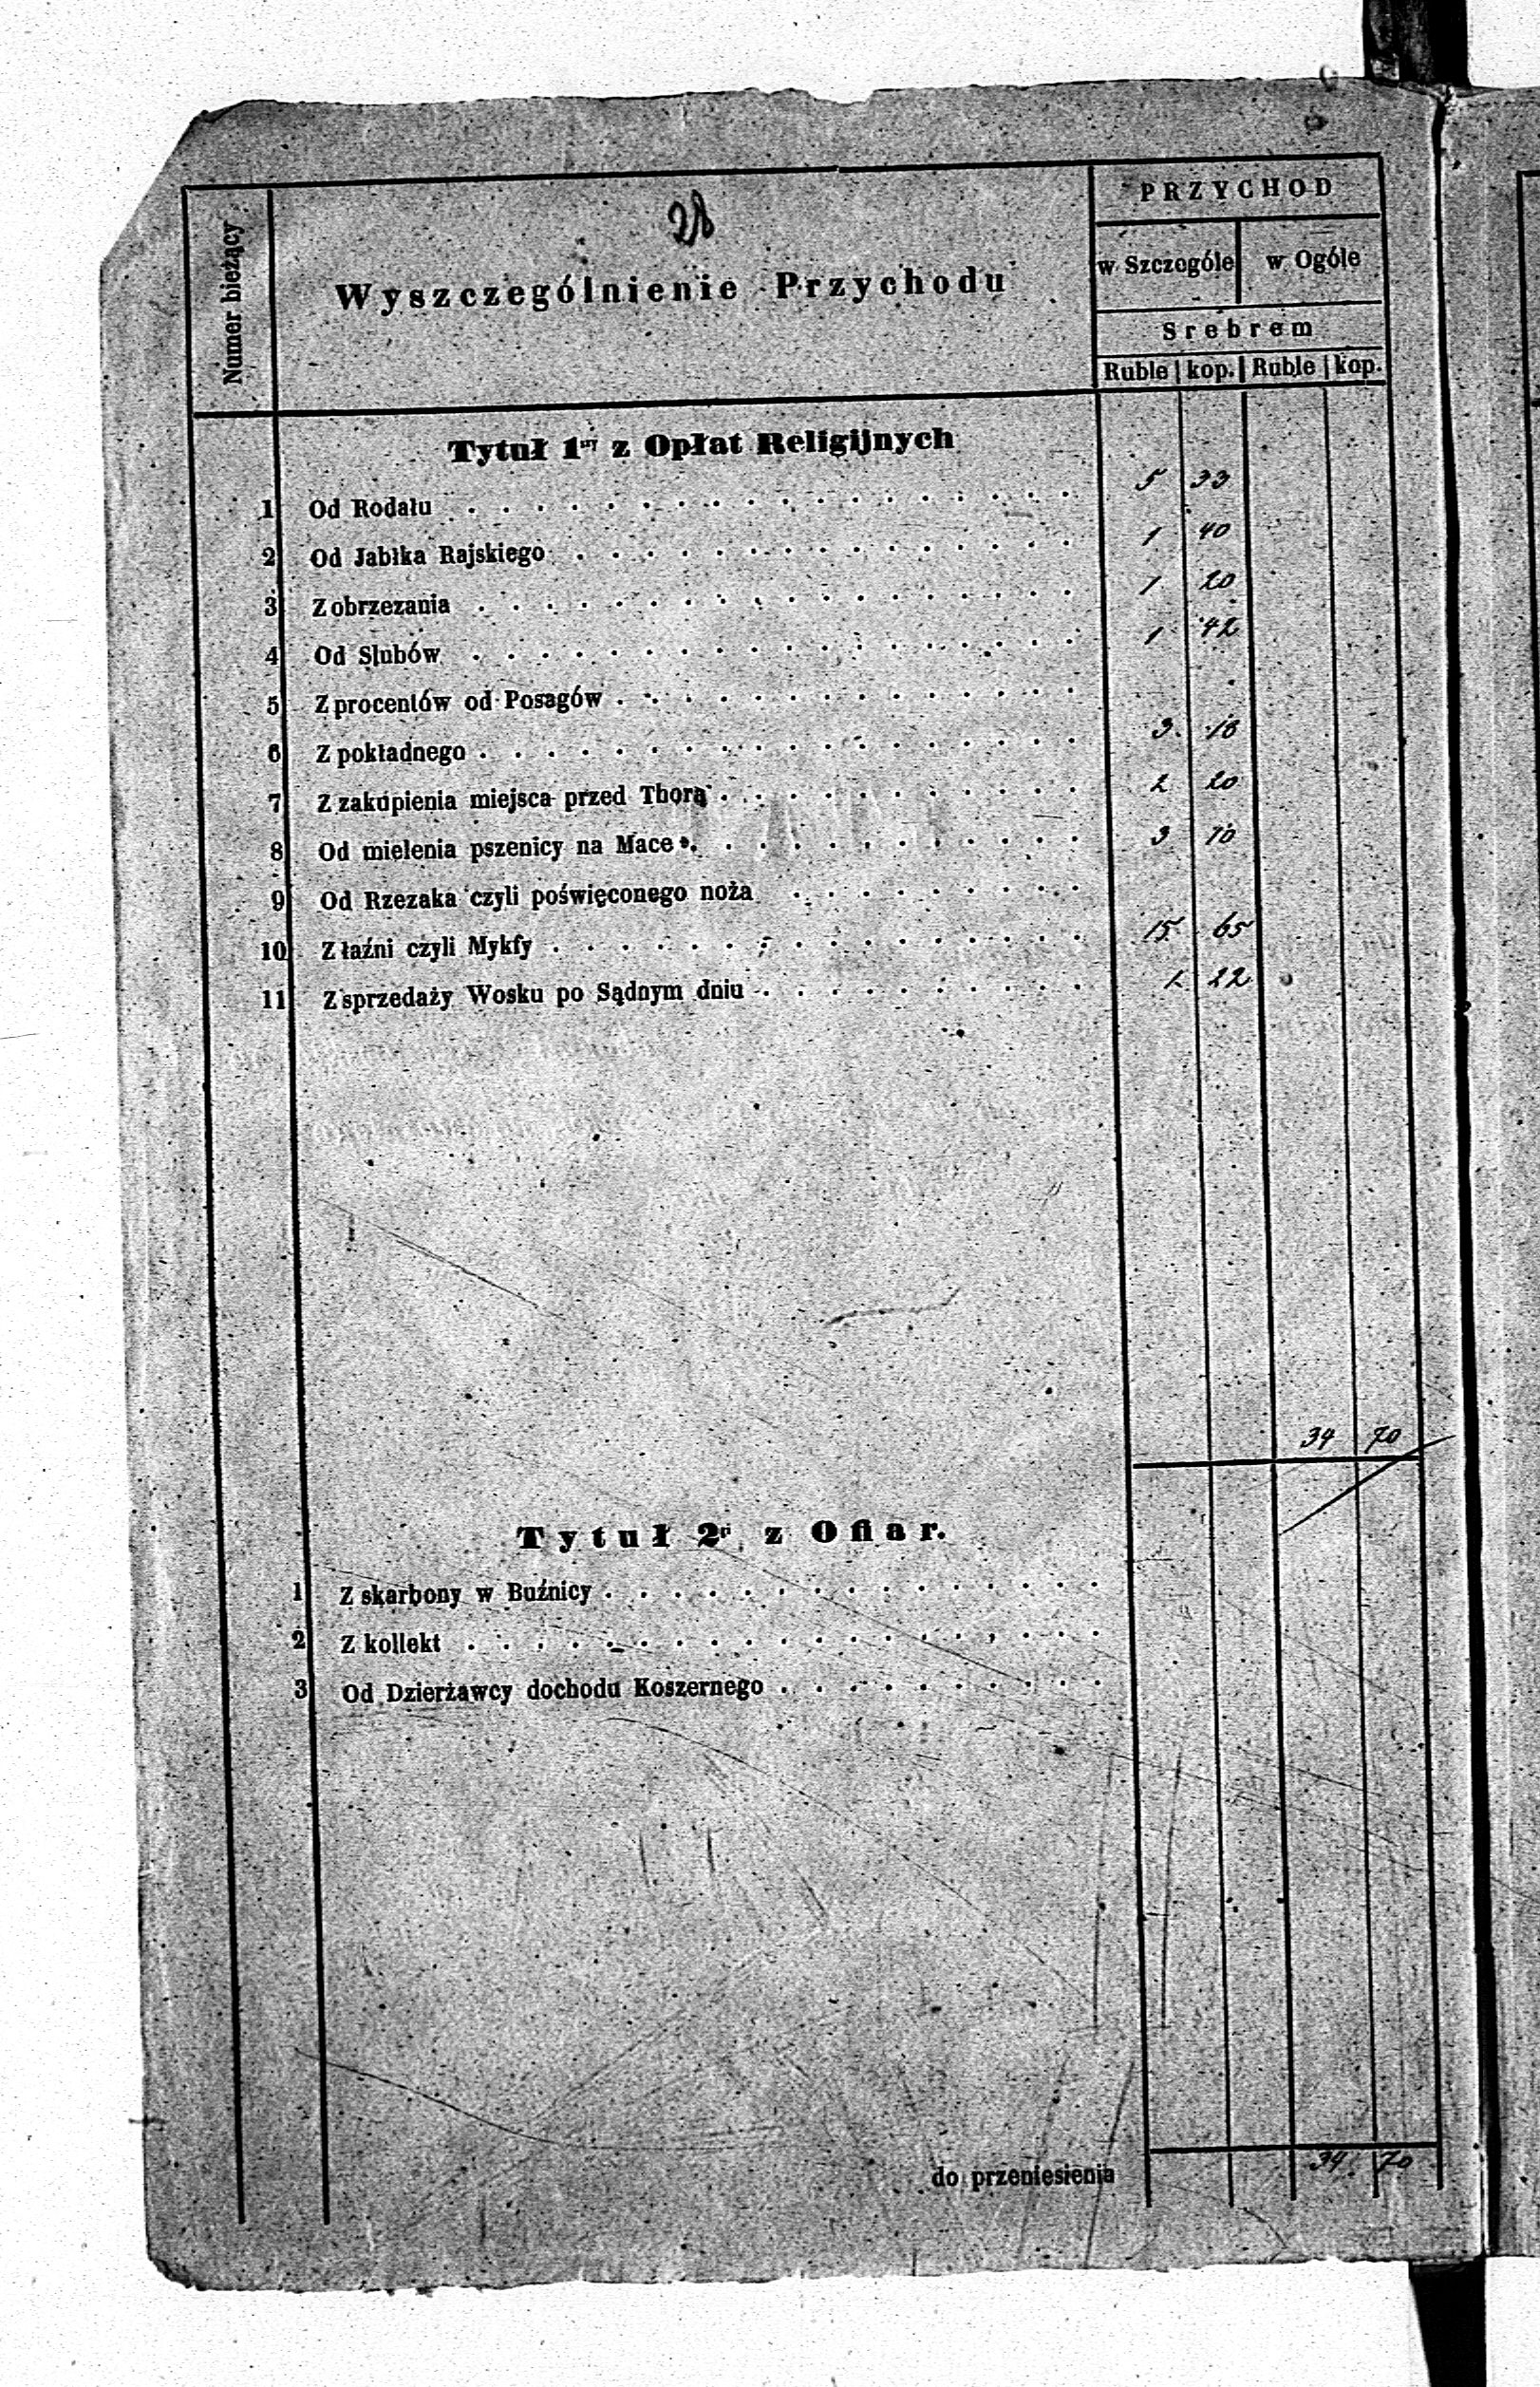 28
Numer bieżący
Wyszczególnienie Przychodu
PRZYCHOD
w Szczególe w Ogóle
Srebrem
Ruble kop. Ruble kop.
Tytuł 1ny z Opłat Religijnych
1 Od Rodału . . . . . . . . . . . . . . . . . . 5 33
2 Od Jabłka Rajskiego . . . . . . . . . . . . . . . 1 40
3 Z obrzezania . . . . . . . . . . . . . . . . . . 1 20
4 Od Slubów . . . . . . . . . . . . . . . . . . 1 42
5 Z procentów od Posagów . . . . . . . . . . . . . .
6 Z pokładnego . . . . . . . . . . . . . . . . . . 3 18
7 Z zakupienia miejsca przed Thorą . . . . . . . . . . . 2 20
8 Od mielenia pszenicy na Mace . . . . . . . . . . . . 3 10
9 Od Rzezaka czyli poświęconego noża . . . . . . . . .
10 Z łaźni czyli Mykfy . . . . . . . . . . . . . . . . 15 65
11 Z sprzedaży Wosku po Sądnym dniu . . . . . . . . . . 1 22
34 70
Tytuł 2gi z Ofiar.
1 Z skarbony w Buźnicy . . . . . . . . . . . . . . .
2 Z kollekt . . . . . . . . . . . . . . . . . . .
3 Od Dzierżawcy dochodu Koszernego . . . . . . . . . .
do przeniesienia 34 70